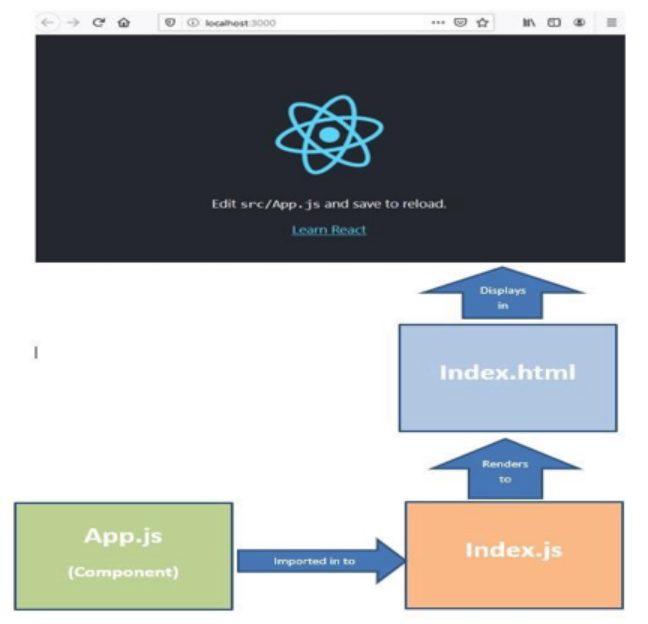 localhost:3000
Edit src/App.js and save to reload.
Learn React
Displays
in
Index.html
Renders
to
App.js
(Component)
Imported in to
Index.js